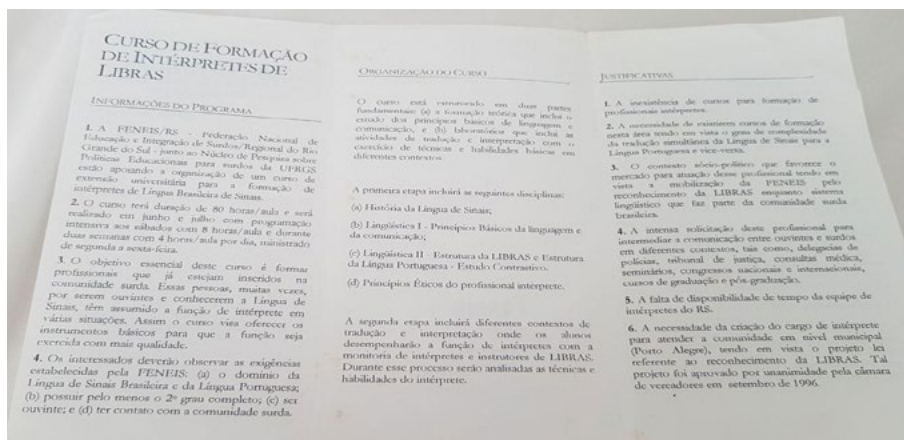 CURSO DE FORMAÇÃO
DE INTÉRPRETES DE
LIBRAS
INFORMAÇÕES DO PROGRAMA
1. A FENEIS/RS - Federação Nacional de
Educação e Integração de Surdos/Regional do Rio
Grande do Sul - junto ao Núcleo de Pesquisa sobre
Políticas Educacionais para surdos da UFRGS
estão apoiando a organização de um curso de
extensão universitária para a formação de
intérpretes de Língua Brasileira de Sinais.
2. O curso terá duração de 80 horas/aula e será
realizado em junho e julho com programação
intensiva aos sábados com 8 horas/aula e durante
duas semanas com 4 horas/aula por dia, ministrado
de segunda a sexta-feira.
3. O objetivo essencial deste curso é formar
profissionais que já estejam inseridos na
comunidade surda. Essas pessoas, muitas vezes,
por serem ouvintes e conhecerem a Língua de
Sinais, têm assumido a função de intérprete em
várias situações. Assim o curso visa oferecer os
instrumentos básicos para que a função seja
exercida com mais qualidade.
4. Os interessados deverão observar as exigências
estabelecidas pela FENEIS: (a) o domínio da
Língua de Sinais Brasileira e da Língua Portuguesa;
(b) possuir pelo menos o 2º grau completo; (c) ser
ouvinte; e (d) ter contato com a comunidade surda.
ORGANIZAÇÃO DO CURSO
O curso está estruturado em duas partes
fundamentais: (a) a formação teórica que inclui o
estudo dos princípios básicos de linguagem e
comunicação, e (b) laboratórios que inclui as
atividades de tradução e interpretação com o
exercício de técnicas e habilidades básicas em
diferentes contextos.
A primeira etapa incluirá as seguintes disciplinas:
(a) História da Língua de Sinais;
(b) Lingüística I - Princípios Básicos da linguagem e
da comunicação;
(c) Lingüística II - Estrutura da LIBRAS e Estrutura
da Língua Portuguesa - Estudo Contrastivo.
(d) Princípios Éticos do profissional intérprete.
A segunda etapa incluirá diferentes contextos de
tradução e interpretação onde os alunos
desempenharão a função de intérpretes com a
monitoria de intérpretes e instrutores de LIBRAS.
Durante esse processo serão analisadas as técnicas e
habilidades do intérprete.
JUSTIFICATIVAS
1. A inexistência de cursos para formação de
profissionais intérpretes.
2. A necessidade de existirem cursos de formação
nesta área tendo em vista o grau de complexidade
da tradução simultânea da Língua de Sinais para a
Língua Portuguesa e vice-versa.
3. O contexto sócio-político que favorece o
mercado para atuação desse profissional tendo em
vista a mobilização da FENEIS pelo
reconhecimento da LIBRAS enquanto sistema
lingüístico que faz parte da comunidade surda
brasileira.
4. A intensa solicitação deste profissional para
intermediar a comunicação entre ouvintes e surdos
em diferentes contextos, tais como, delegacias de
polícias, tribunal de justiça, consultas médica,
seminários, congressos nacionais e internacionais,
cursos de graduação e pós-graduação.
5. A falta de disponibilidade de tempo da equipe de
intérpretes do RS.
6. A necessidade da criação do cargo de intérprete
para atender a comunidade em nível municipal
(Porto Alegre), tendo em vista o projeto lei
referente ao reconhecimento da LIBRAS. Tal
projeto foi aprovado por unanimidade pela câmara
de vereadores em setembro de 1996.